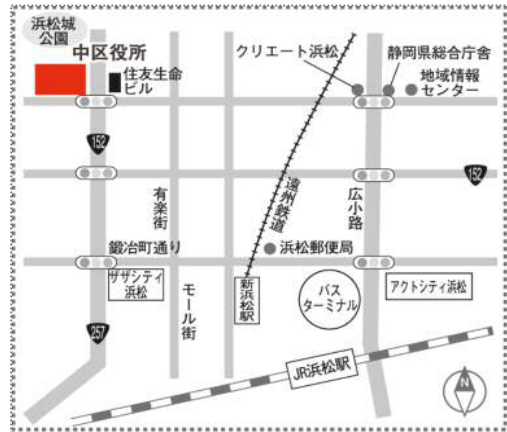 浜松城
公園
中区役所
住友生命
ビル
クリエート浜松
静岡県総合庁舎
地域情報
センター
152
152
有楽街
遠州鉄道
広小路
鍛冶町通り
浜松郵便局
ザザシティ
浜松
モール街
新浜松駅
バス
ターミナル
アクトシティ浜松
257
JR浜松駅
N